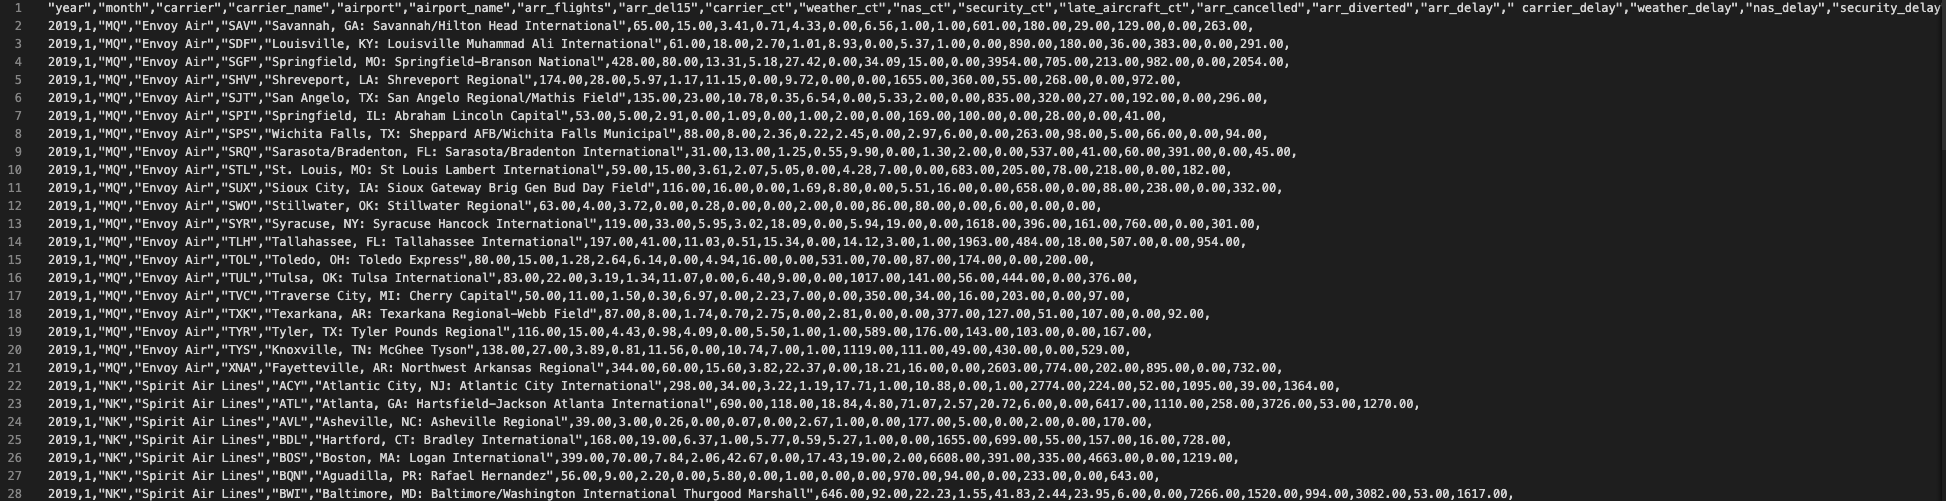 1 "year","month","carrier","carrier_name","airport","airport_name","arr_flights","arr_del15","carrier_ct","weather_ct","nas_ct","security_ct","late_aircraft_ct","arr_cancelled","arr_diverted","arr_delay"," carrier_delay","weather_delay","nas_delay","security_delay
2 2019,1,"MQ","Envoy Air","SAV","Savannah, GA: Savannah/Hilton Head International",65.00,15.00,3.41,0.71,4.33,0.00,6.56,1.00,1.00,601.00,180.00,29.00,129.00,0.00,263.00,
3 2019,1,"MQ","Envoy Air","SDF","Louisville, KY: Louisville Muhammad Ali International",61.00,18.00,2.70,1.01,8.93,0.00,5.37,1.00,0.00,890.00,180.00,36.00,383.00,0.00,291.00,
4 2019,1,"MQ","Envoy Air","SGF","Springfield, MO: Springfield-Branson National",428.00,80.00,13.31,5.18,27.42,0.00,34.09,15.00,0.00,3954.00,705.00,213.00,982.00,0.00,2054.00,
5 2019,1,"MQ","Envoy Air","SHV","Shreveport, LA: Shreveport Regional",174.00,28.00,5.97,1.17,11.15,0.00,9.72,0.00,0.00,1655.00,360.00,55.00,268.00,0.00,972.00,
6 2019,1,"MQ","Envoy Air","SJT","San Angelo, TX: San Angelo Regional/Mathis Field",135.00,23.00,10.78,0.35,6.54,0.00,5.33,2.00,0.00,835.00,320.00,27.00,192.00,0.00,296.00,
7 2019,1,"MQ","Envoy Air","SPI","Springfield, IL: Abraham Lincoln Capital",53.00,5.00,2.91,0.00,1.09,0.00,1.00,2.00,0.00,169.00,100.00,0.00,28.00,0.00,41.00,
8 2019,1,"MQ","Envoy Air","SPS","Wichita Falls, TX: Sheppard AFB/Wichita Falls Municipal",88.00,8.00,2.36,0.22,2.45,0.00,2.97,6.00,0.00,263.00,98.00,5.00,66.00,0.00,94.00,
9 2019,1,"MQ","Envoy Air","SRQ","Sarasota/Bradenton, FL: Sarasota/Bradenton International",31.00,13.00,1.25,0.55,9.90,0.00,1.30,2.00,0.00,537.00,41.00,60.00,391.00,0.00,45.00,
10 2019,1,"MQ","Envoy Air","STL","St. Louis, MO: St Louis Lambert International",59.00,15.00,3.61,2.07,5.05,0.00,4.28,7.00,0.00,683.00,205.00,78.00,218.00,0.00,182.00,
11 2019,1,"MQ","Envoy Air","SUX","Sioux City, IA: Sioux Gateway Brig Gen Bud Day Field",116.00,16.00,0.00,1.69,8.80,0.00,5.51,16.00,0.00,658.00,0.00,88.00,238.00,0.00,332.00,
12 2019,1,"MQ","Envoy Air","SWO","Stillwater, OK: Stillwater Regional",63.00,4.00,3.72,0.00,0.28,0.00,0.00,2.00,0.00,86.00,80.00,0.00,6.00,0.00,0.00,
13 2019,1,"MQ","Envoy Air","SYR","Syracuse, NY: Syracuse Hancock International",119.00,33.00,5.95,3.02,18.09,0.00,5.94,19.00,0.00,1618.00,396.00,161.00,760.00,0.00,301.00,
14 2019,1,"MQ","Envoy Air","TLH","Tallahassee, FL: Tallahassee International",197.00,41.00,11.03,0.51,15.34,0.00,14.12,3.00,1.00,1963.00,484.00,18.00,507.00,0.00,954.00,
15 2019,1,"MQ","Envoy Air","TOL","Toledo, OH: Toledo Express",80.00,15.00,1.28,2.64,6.14,0.00,4.94,16.00,0.00,531.00,70.00,87.00,174.00,0.00,200.00,
16 2019,1,"MQ","Envoy Air","TUL","Tulsa, OK: Tulsa International",83.00,22.00,3.19,1.34,11.07,0.00,6.40,9.00,0.00,1017.00,141.00,56.00,444.00,0.00,376.00,
17 2019,1,"MQ","Envoy Air","TVC","Traverse City, MI: Cherry Capital",50.00,11.00,1.50,0.30,6.97,0.00,2.23,7.00,0.00,350.00,34.00,16.00,203.00,0.00,97.00,
18 2019,1,"MQ","Envoy Air","TXK","Texarkana, AR: Texarkana Regional-Webb Field",87.00,8.00,1.74,0.70,2.75,0.00,2.81,0.00,0.00,377.00,127.00,51.00,107.00,0.00,92.00,
19 2019,1,"MQ","Envoy Air","TYR","Tyler, TX: Tyler Pounds Regional",116.00,15.00,4.43,0.98,4.09,0.00,5.50,1.00,1.00,589.00,176.00,143.00,103.00,0.00,167.00,
20 2019,1,"MQ","Envoy Air","TYS","Knoxville, TN: McGhee Tyson",138.00,27.00,3.89,0.81,11.56,0.00,10.74,7.00,1.00,1119.00,111.00,49.00,430.00,0.00,529.00,
21 2019,1,"MQ","Envoy Air","XNA","Fayetteville, AR: Northwest Arkansas Regional",344.00,60.00,15.60,3.82,22.37,0.00,18.21,16.00,0.00,2603.00,774.00,202.00,895.00,0.00,732.00,
22 2019,1,"NK","Spirit Air Lines","ACY","Atlantic City, NJ: Atlantic City International",298.00,34.00,3.22,1.19,17.71,1.00,10.88,0.00,1.00,2774.00,224.00,52.00,1095.00,39.00,1364.00,
23 2019,1,"NK","Spirit Air Lines","ATL","Atlanta, GA: Hartsfield-Jackson Atlanta International",690.00,118.00,18.84,4.80,71.07,2.57,20.72,6.00,0.00,6417.00,1110.00,258.00,3726.00,53.00,1270.00,
24 2019,1,"NK","Spirit Air Lines","AVL","Asheville, NC: Asheville Regional",39.00,3.00,0.26,0.00,0.07,0.00,2.67,1.00,0.00,177.00,5.00,0.00,2.00,0.00,170.00,
25 2019,1,"NK","Spirit Air Lines","BDL","Hartford, CT: Bradley International",168.00,19.00,6.37,1.00,5.77,0.59,5.27,1.00,0.00,1655.00,699.00,55.00,157.00,16.00,728.00,
26 2019,1,"NK","Spirit Air Lines","BOS","Boston, MA: Logan International",399.00,70.00,7.84,2.06,42.67,0.00,17.43,19.00,2.00,6608.00,391.00,335.00,4663.00,0.00,1219.00,
27 2019,1,"NK","Spirit Air Lines","BQN","Aguadilla, PR: Rafael Hernandez",56.00,9.00,2.20,0.00,5.80,0.00,1.00,0.00,0.00,970.00,94.00,0.00,233.00,0.00,643.00,
28 2019,1,"NK","Spirit Air Lines","BWI","Baltimore, MD: Baltimore/Washington International Thurgood Marshall",646.00,92.00,22.23,1.55,41.83,2.44,23.95,6.00,0.00,7266.00,1520.00,994.00,3082.00,53.00,1617.00,